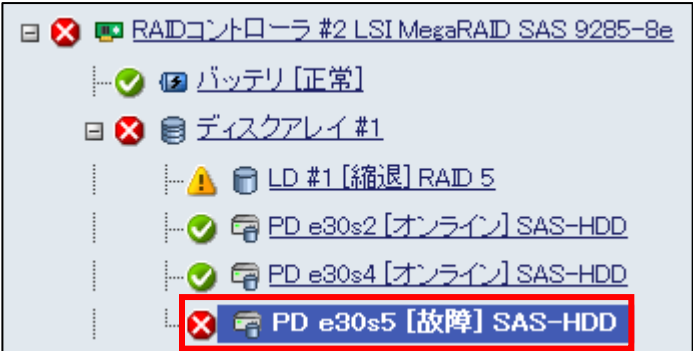 RAIDコントローラ #2 LSI MegaRAID SAS 9285-8e
バッテリ [正常]
ディスクアレイ #1
LD #1 [縮退] RAID 5
PD e30s2 [オンライン] SAS-HDD
PD e30s4 [オンライン] SAS-HDD
PD e30s5 [故障] SAS-HDD